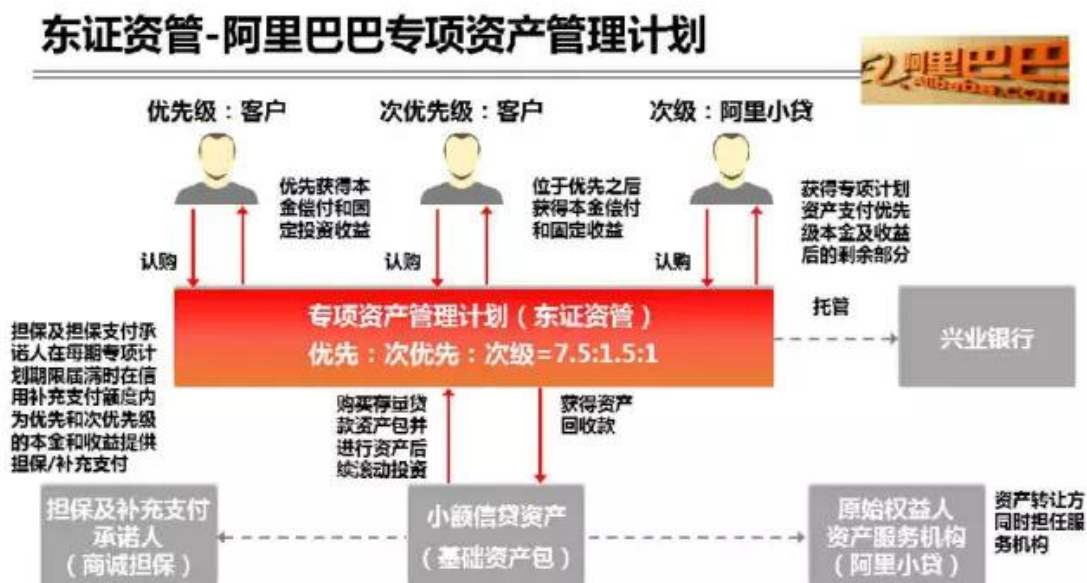 东证资管-阿里巴巴专项资产管理计划
阿里巴巴
Alibaba.com
优先级：客户
次优先级：客户
次级：阿里小贷
优先获得本
金偿付和固
定投资收益
位于优先之后
获得本金偿付
和固定收益
获得专项计划
资产支付优先
级本金及收益
后的剩余部分
认购
认购
认购
专项资产管理计划（东证资管）
优先：次优先：次级=7.5:1.5:1
托管
兴业银行
担保及担保支付承
诺人在每期专项计
划期限届满时在信
用补充支付额度内
为优先和次优先级
的本金和收益提供
担保/补充支付
购买存量贷
款资产包并
进行资产后
续滚动投资
获得资产
回收款
担保及补充支付
承诺人
（商诚担保）
小额信贷资产
（基础资产包）
原始权益人
资产服务机构
（阿里小贷）
资产转让方
同时担任服
务机构